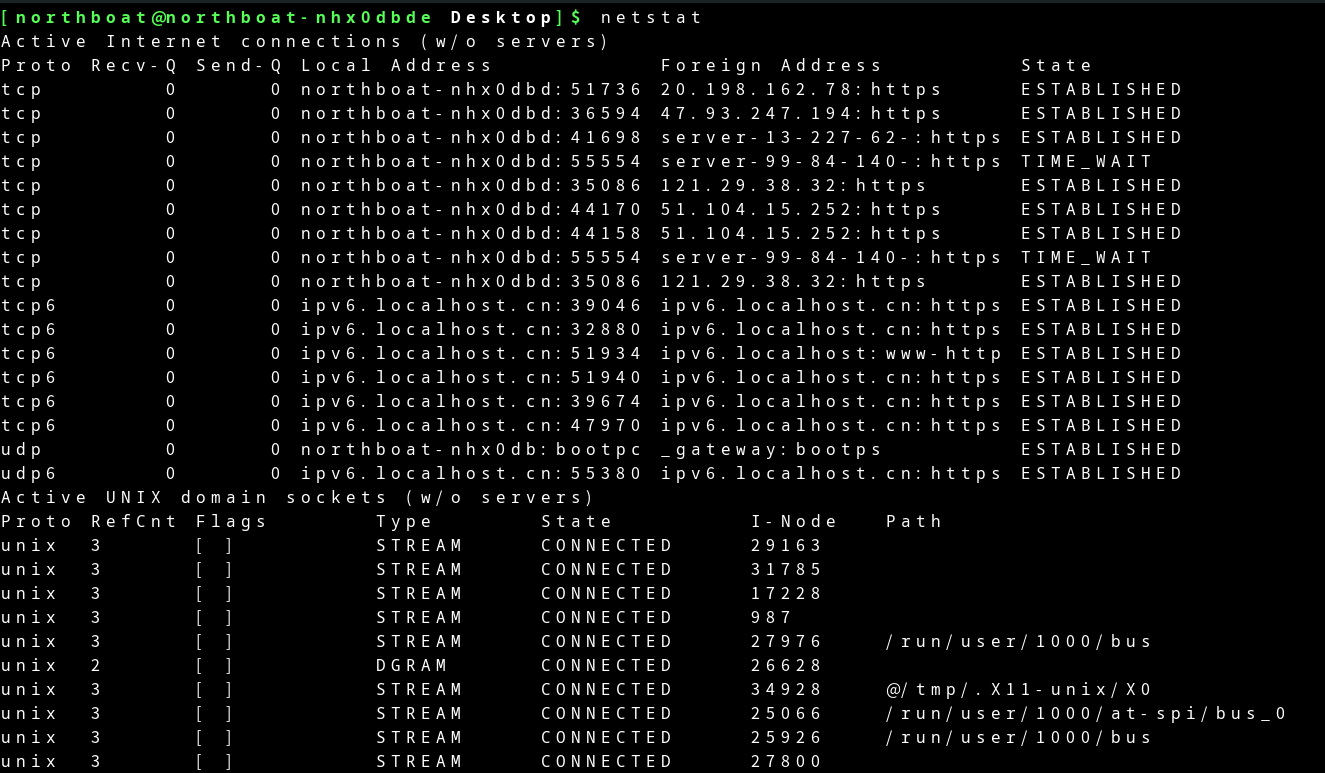 [northboat@northboat-nhx0dbde Desktop]$ netstat
Active Internet connections (w/o servers)
Proto Recv-Q Send-Q Local Address           Foreign Address         State
tcp        0      0 northboat-nhx0dbd:51736 20.198.162.78:https     ESTABLISHED
tcp        0      0 northboat-nhx0dbd:36594 47.93.247.194:https     ESTABLISHED
tcp        0      0 northboat-nhx0dbd:41698 server-13-227-62-:https ESTABLISHED
tcp        0      0 northboat-nhx0dbd:55554 server-99-84-140-:https TIME_WAIT
tcp        0      0 northboat-nhx0dbd:35086 121.29.38.32:https      ESTABLISHED
tcp        0      0 northboat-nhx0dbd:44170 51.104.15.252:https     ESTABLISHED
tcp        0      0 northboat-nhx0dbd:44158 51.104.15.252:https     ESTABLISHED
tcp        0      0 northboat-nhx0dbd:55554 server-99-84-140-:https TIME_WAIT
tcp        0      0 northboat-nhx0dbd:35086 121.29.38.32:https      ESTABLISHED
tcp6       0      0 ipv6.localhost.cn:39046 ipv6.localhost.cn:https ESTABLISHED
tcp6       0      0 ipv6.localhost.cn:32880 ipv6.localhost.cn:https ESTABLISHED
tcp6       0      0 ipv6.localhost.cn:51934 ipv6.localhost:www-http ESTABLISHED
tcp6       0      0 ipv6.localhost.cn:51940 ipv6.localhost.cn:https ESTABLISHED
tcp6       0      0 ipv6.localhost.cn:39674 ipv6.localhost.cn:https ESTABLISHED
tcp6       0      0 ipv6.localhost.cn:47970 ipv6.localhost.cn:https ESTABLISHED
udp        0      0 northboat-nhx0db:bootpc _gateway:bootps         ESTABLISHED
udp6       0      0 ipv6.localhost.cn:55380 ipv6.localhost.cn:https ESTABLISHED
Active UNIX domain sockets (w/o servers)
Proto RefCnt Flags       Type       State         I-Node   Path
unix  3      [ ]         STREAM     CONNECTED     29163
unix  3      [ ]         STREAM     CONNECTED     31785
unix  3      [ ]         STREAM     CONNECTED     17228
unix  3      [ ]         STREAM     CONNECTED     987
unix  3      [ ]         STREAM     CONNECTED     27976    /run/user/1000/bus
unix  2      [ ]         DGRAM      CONNECTED     26628
unix  3      [ ]         STREAM     CONNECTED     34928    @/tmp/.X11-unix/X0
unix  3      [ ]         STREAM     CONNECTED     25066    /run/user/1000/at-spi/bus_0
unix  3      [ ]         STREAM     CONNECTED     25926    /run/user/1000/bus
unix  3      [ ]         STREAM     CONNECTED     27800